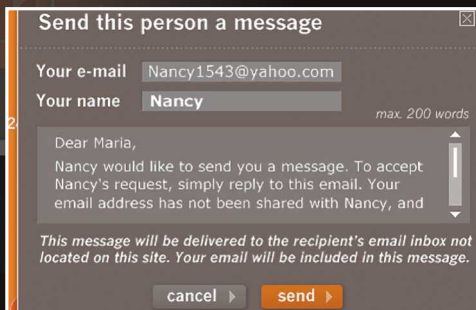 Send this person a message
Your e-mail Nancy1543@yahoo.com
Your name Nancy
max. 200 words
Dear Maria,
Nancy would like to send you a message. To accept
Nancy's request, simply reply to this email. Your
email address has not been shared with Nancy, and
This message will be delivered to the recipient's email inbox not
located on this site. Your email will be included in this message.
cancel send